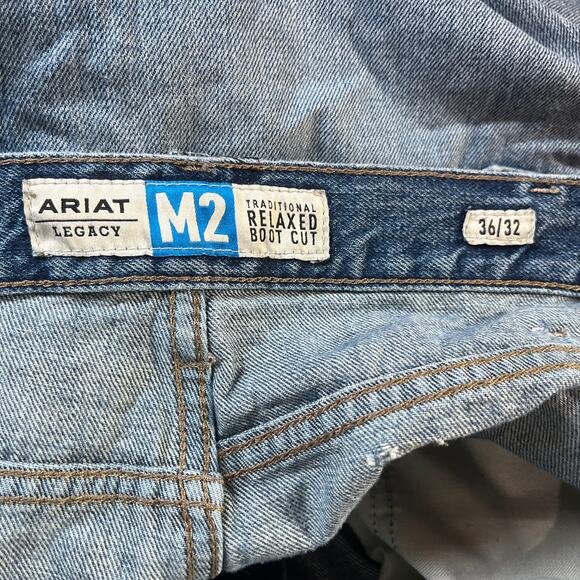 ARIAT
LEGACY
M2
TRADITIONAL
RELAXED
BOOT CUT
36/32